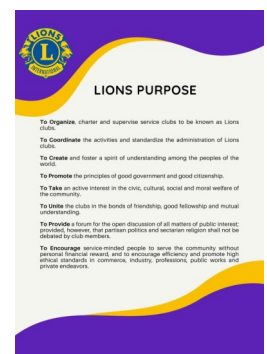 LIONS
L
INTERNATIONAL
LIONS PURPOSE
To Organize, charter and supervise service clubs to be known as Lions
clubs.
To Coordinate the activities and standardize the administration of Lions
clubs.
To Create and foster a spirit of understanding among the peoples of the
world.
To Promote the principles of good government and good citizenship.
To Take an active interest in the civic, cultural, social and moral welfare of
the community.
To Unite the clubs in the bonds of friendship, good fellowship and mutual
understanding.
To Provide a forum for the open discussion of all matters of public interest;
provided, however, that partisan politics and sectarian religion shall not be
debated by club members.
To Encourage service-minded people to serve the community without
personal financial reward, and to encourage efficiency and promote high
ethical standards in commerce, industry, professions, public works and
private endeavors.